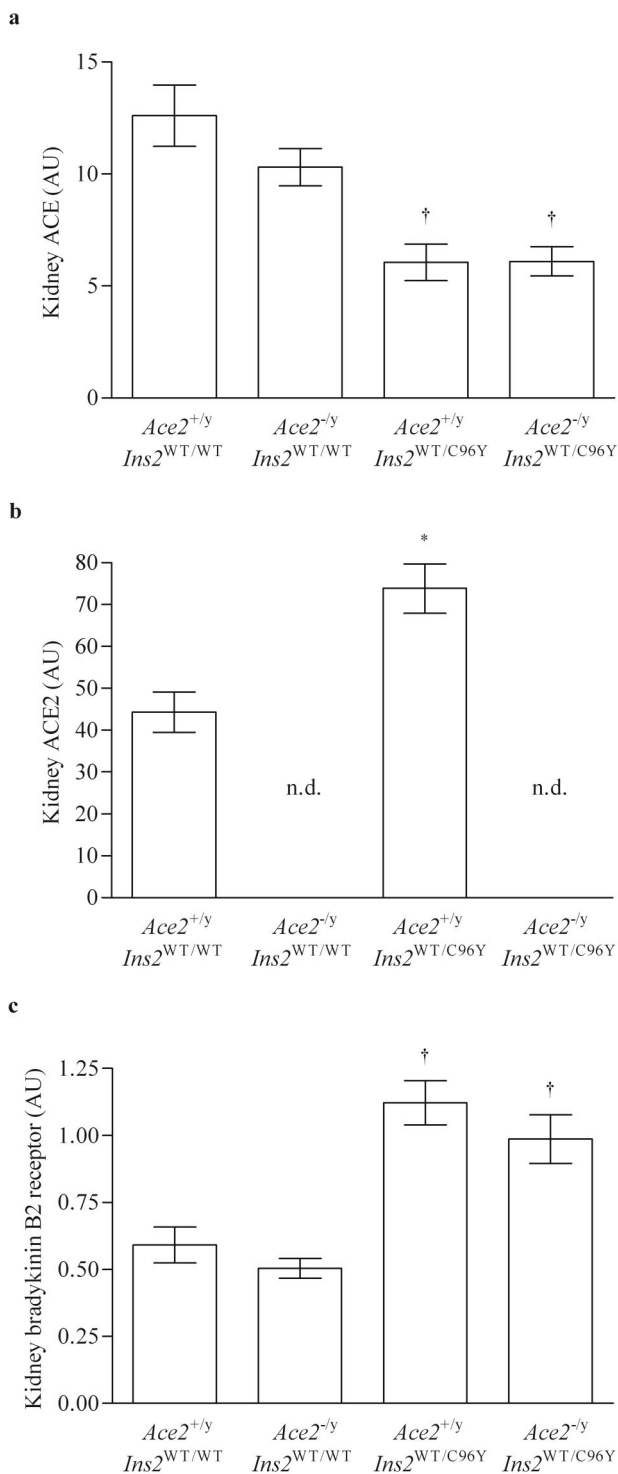 a
15
10
5
0
Kidney ACE (AU)
†
†
Ace2+/y Ace2-/y Ace2+/y Ace2-/y
Ins2WT/WT Ins2WT/WT Ins2WT/C96Y Ins2WT/C96Y
b
80
70
60
50
40
30
20
10
0
Kidney ACE2 (AU)
*
n.d.
n.d.
Ace2+/y Ace2-/y Ace2+/y Ace2-/y
Ins2WT/WT Ins2WT/WT Ins2WT/C96Y Ins2WT/C96Y
c
1.25
1.00
0.75
0.50
0.25
0.00
Kidney bradykinin B2 receptor (AU)
†
†
Ace2+/y Ace2-/y Ace2+/y Ace2-/y
Ins2WT/WT Ins2WT/WT Ins2WT/C96Y Ins2WT/C96Y